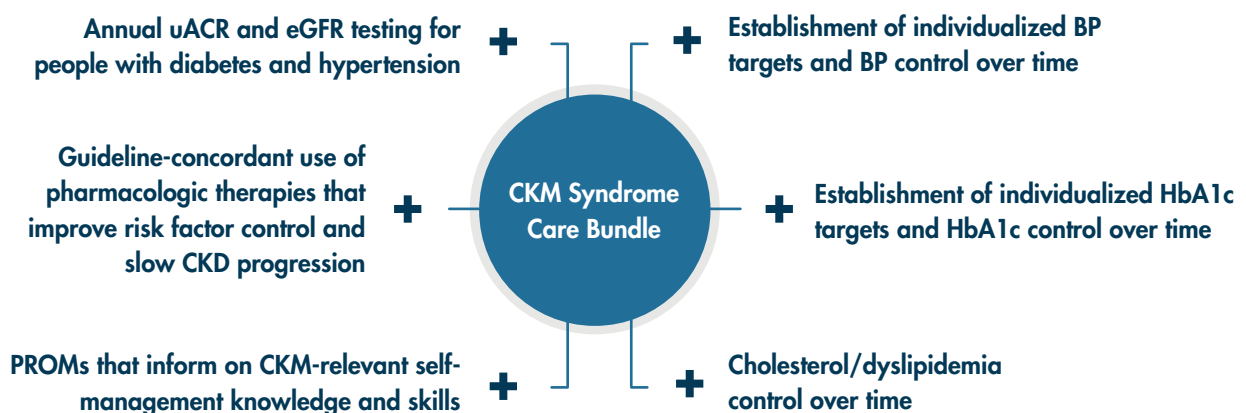 Annual uACR and eGFR testing for
people with diabetes and hypertension
Establishment of individualized BP
targets and BP control over time
Guideline-concordant use of
pharmacologic therapies that
improve risk factor control and
slow CKD progression
CKM Syndrome
Care Bundle
Establishment of individualized HbA1c
targets and HbA1c control over time
PROMs that inform on CKM-relevant self-
management knowledge and skills
Cholesterol/dyslipidemia
control over time